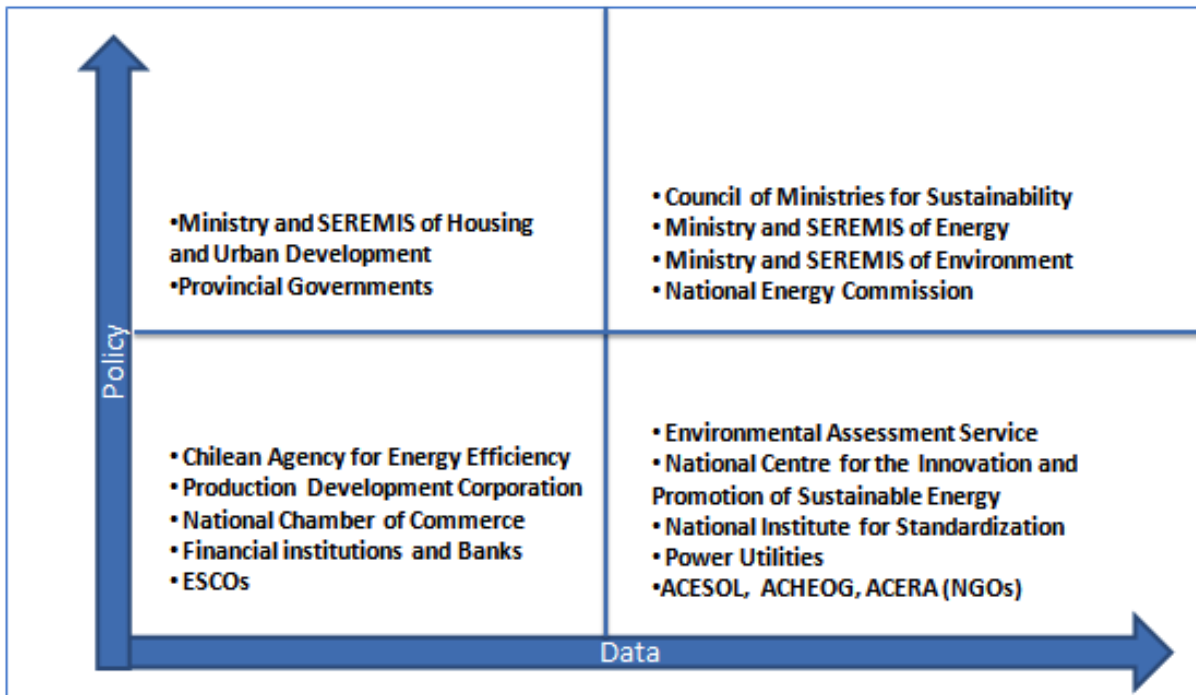 Policy
•Ministry and SEREMIS of Housing
and Urban Development
•Provincial Governments
• Council of Ministries for Sustainability
• Ministry and SEREMIS of Energy
• Ministry and SEREMIS of Environment
• National Energy Commission
• Chilean Agency for Energy Efficiency
• Production Development Corporation
• National Chamber of Commerce
• Financial institutions and Banks
• ESCOs
• Environmental Assessment Service
• National Centre for the Innovation and
Promotion of Sustainable Energy
• National Institute for Standardization
• Power Utilities
•ACESOL, ACHEOG, ACERA (NGOs)
Data